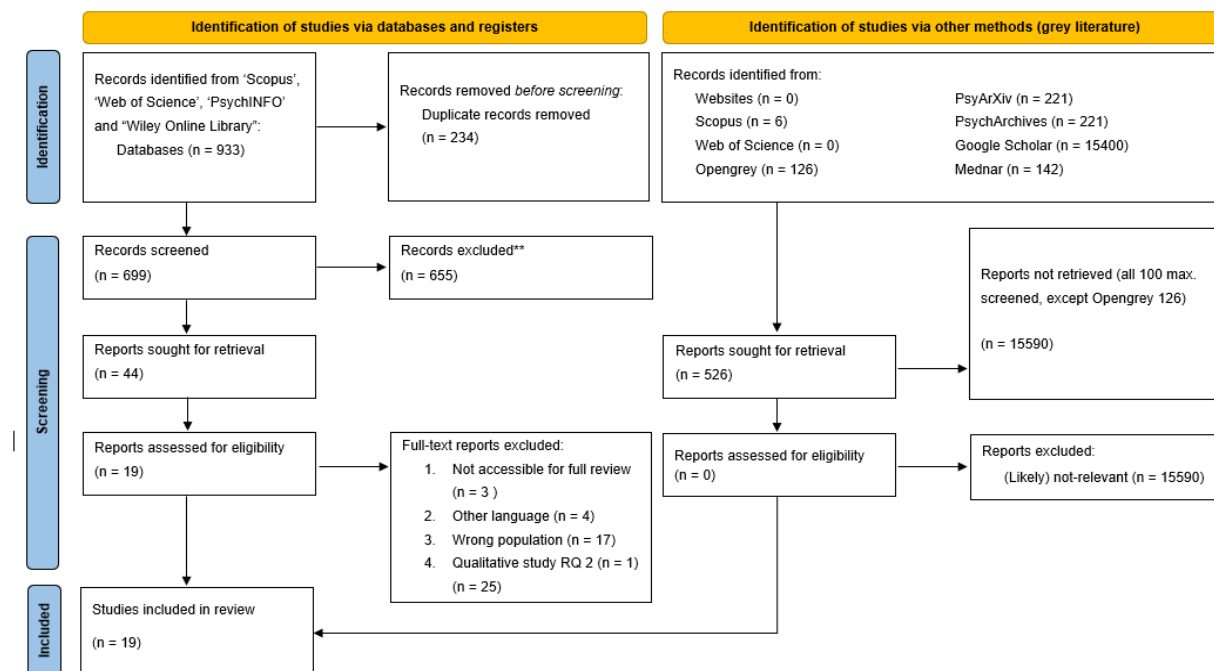 Identification of studies via databases and registers
Identification of studies via other methods (grey literature)
Identification
Records identified from ‘Scopus’,
‘Web of Science’, ‘PsychINFO’
and “Wiley Online Library”:
Databases (n = 933)
Records removed before screening:
Duplicate records removed
(n = 234)
Records identified from:
Websites (n = 0)
Scopus (n = 6)
Web of Science (n = 0)
Opengrey (n = 126)
PsyArXiv (n = 221)
PsychArchives (n = 221)
Google Scholar (n = 15400)
Mednar (n = 142)
Screening
Records screened
(n = 699)
Records excluded**
(n = 655)
Reports sought for retrieval
(n = 44)
Reports sought for retrieval
(n = 526)
Reports not retrieved (all 100 max.
screened, except Opengrey 126)
(n = 15590)
Reports assessed for eligibility
(n = 19)
Full-text reports excluded:
1. Not accessible for full review
(n = 3 )
2. Other language (n = 4)
3. Wrong population (n = 17)
4. Qualitative study RQ 2 (n = 1)
(n = 25)
Reports assessed for eligibility
(n = 0)
Reports excluded:
(Likely) not-relevant (n = 15590)
Included
Studies included in review
(n = 19)